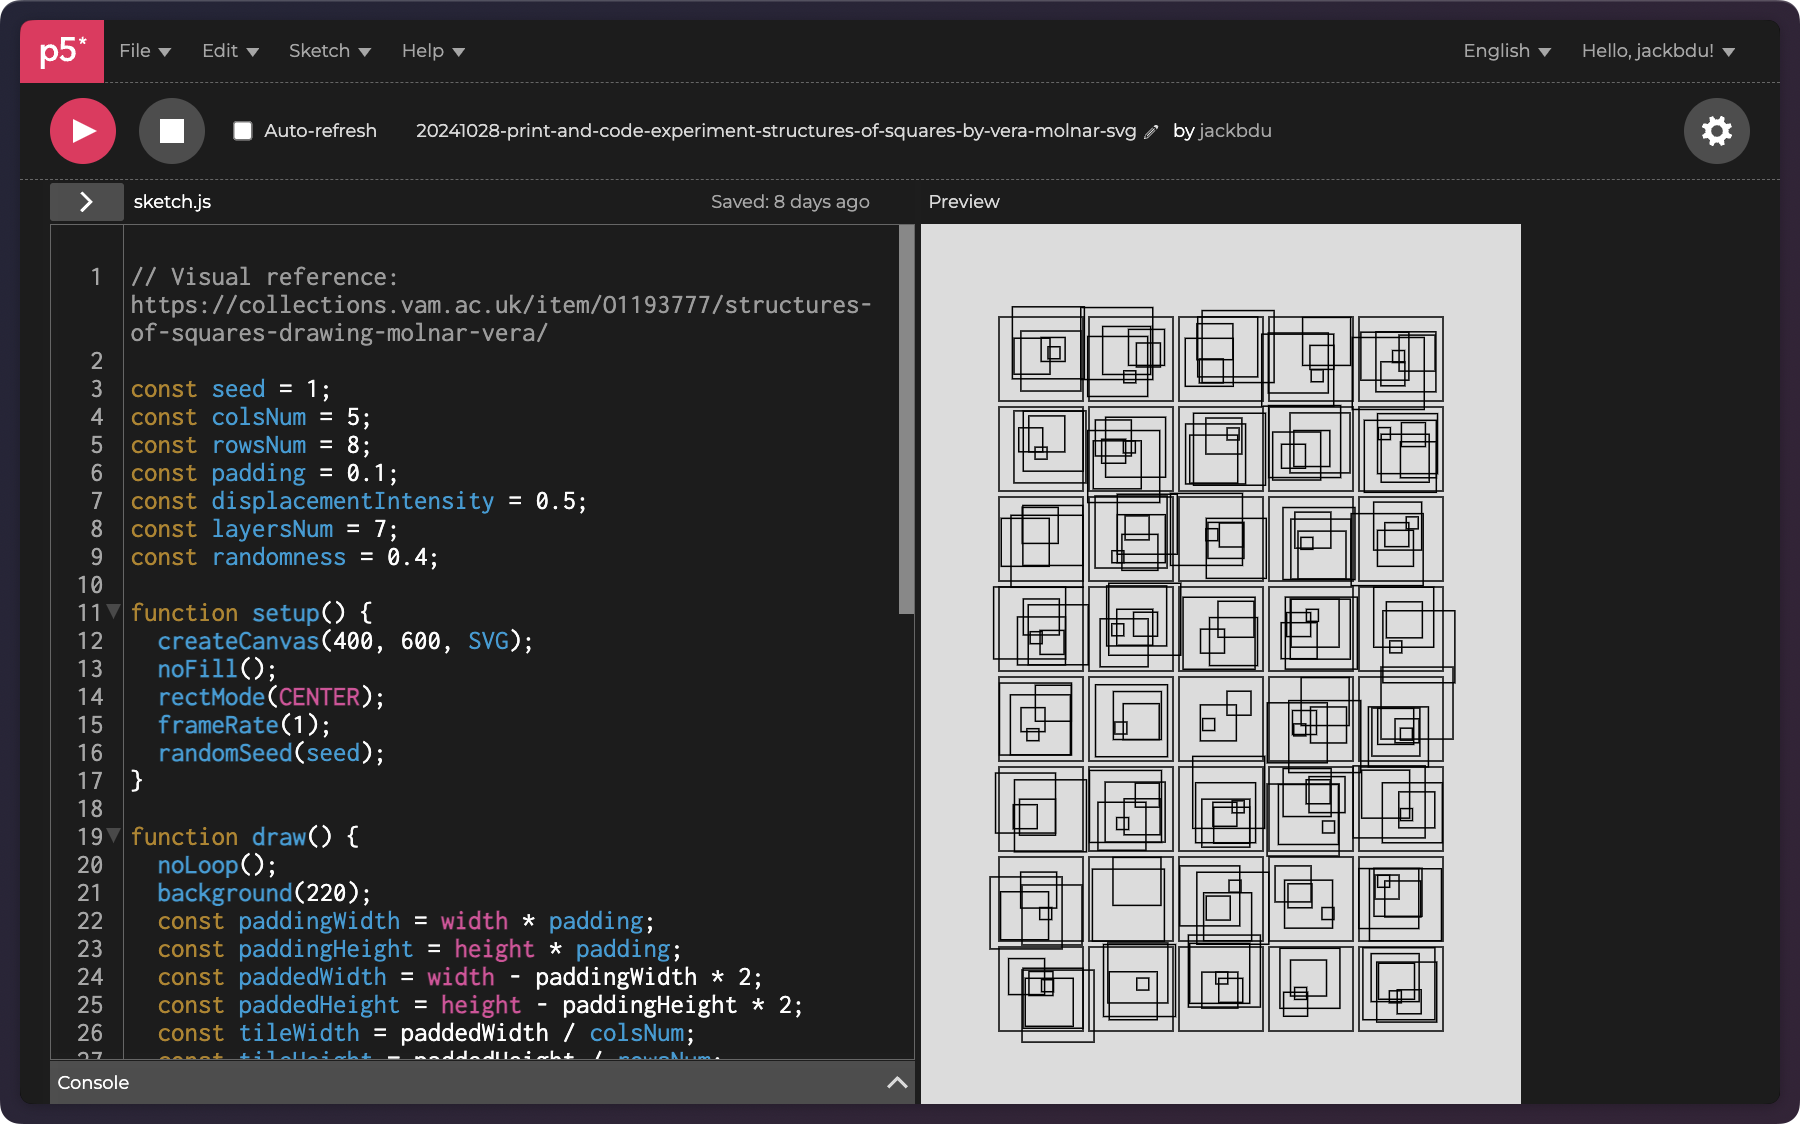 p5*
File
Edit
Sketch
Help
English
Hello, jackbdu!
Auto-refresh
20241028-print-and-code-experiment-structures-of-squares-by-vera-molnar-svg
by jackbdu
sketch.js
Saved: 8 days ago
Preview
1 // Visual reference:
https://collections.vam.ac.uk/item/O1193777/structures-
of-squares-drawing-molnar-vera/
2
3 const seed = 1;
4 const colsNum = 5;
5 const rowsNum = 8;
6 const padding = 0.1;
7 const displacementIntensity = 0.5;
8 const layersNum = 7;
9 const randomness = 0.4;
10
11 function setup() {
12 createCanvas(400, 600, SVG);
13 noFill();
14 rectMode(CENTER);
15 frameRate(1);
16 randomSeed(seed);
17 }
18
19 function draw() {
20 noLoop();
21 background(220);
22 const paddingWidth = width * padding;
23 const paddingHeight = height * padding;
24 const paddedWidth = width - paddingWidth * 2;
25 const paddedHeight = height - paddingHeight * 2;
26 const tileWidth = paddedWidth / colsNum;
27 const tileHeight = paddedHeight / rowsNum;
Console